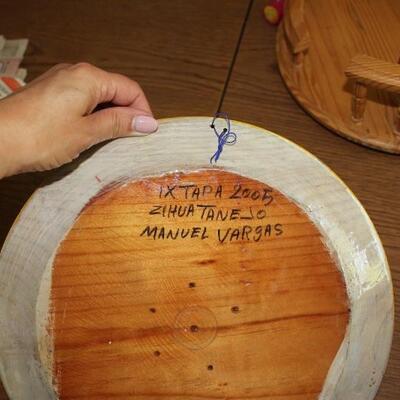 IXTAPA 2005
ZIHUATANEJO
MANUEL VARGAS